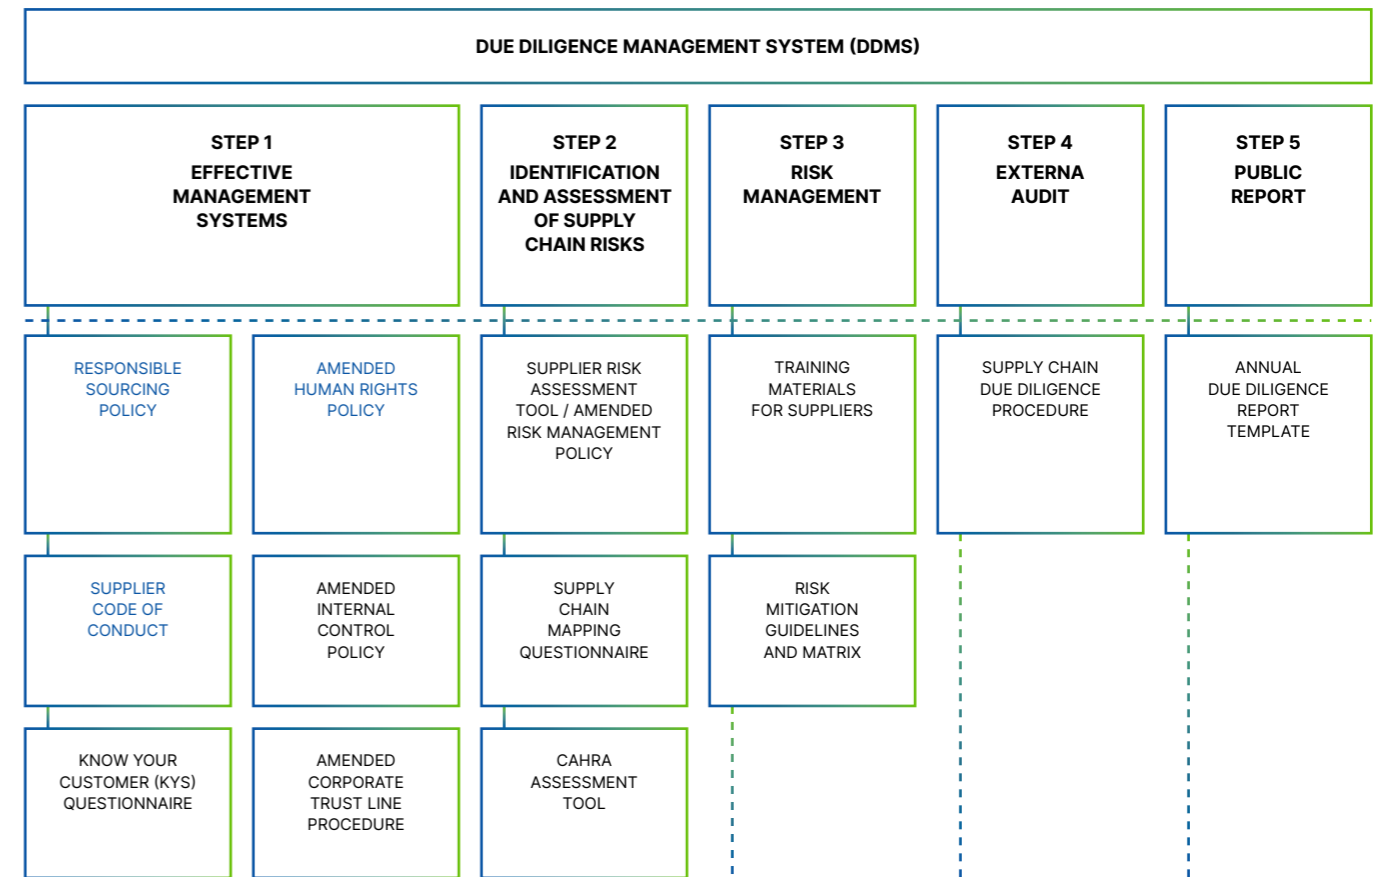 DUE DILIGENCE MANAGEMENT SYSTEM (DDMS)
STEP 1
EFFECTIVE
MANAGEMENT
SYSTEMS
STEP 2
IDENTIFICATION
AND ASSESSMENT
OF SUPPLY
CHAIN RISKS
STEP 3
RISK
MANAGEMENT
STEP 4
EXTERNA
AUDIT
STEP 5
PUBLIC
REPORT
RESPONSIBLE
SOURCING
POLICY
AMENDED
HUMAN RIGHTS
POLICY
SUPPLIER RISK
ASSESSMENT
TOOL / AMENDED
RISK MANAGEMENT
POLICY
TRAINING
MATERIALS
FOR SUPPLIERS
SUPPLY CHAIN
DUE DILIGENCE
PROCEDURE
ANNUAL
DUE DILIGENCE
REPORT
TEMPLATE
SUPPLIER
CODE OF
CONDUCT
AMENDED
INTERNAL
CONTROL
POLICY
SUPPLY
CHAIN
MAPPING
QUESTIONNAIRE
RISK
MITIGATION
GUIDELINES
AND MATRIX
KNOW YOUR
CUSTOMER (KYS)
QUESTIONNAIRE
AMENDED
CORPORATE
TRUST LINE
PROCEDURE
CAHRA
ASSESSMENT
TOOL